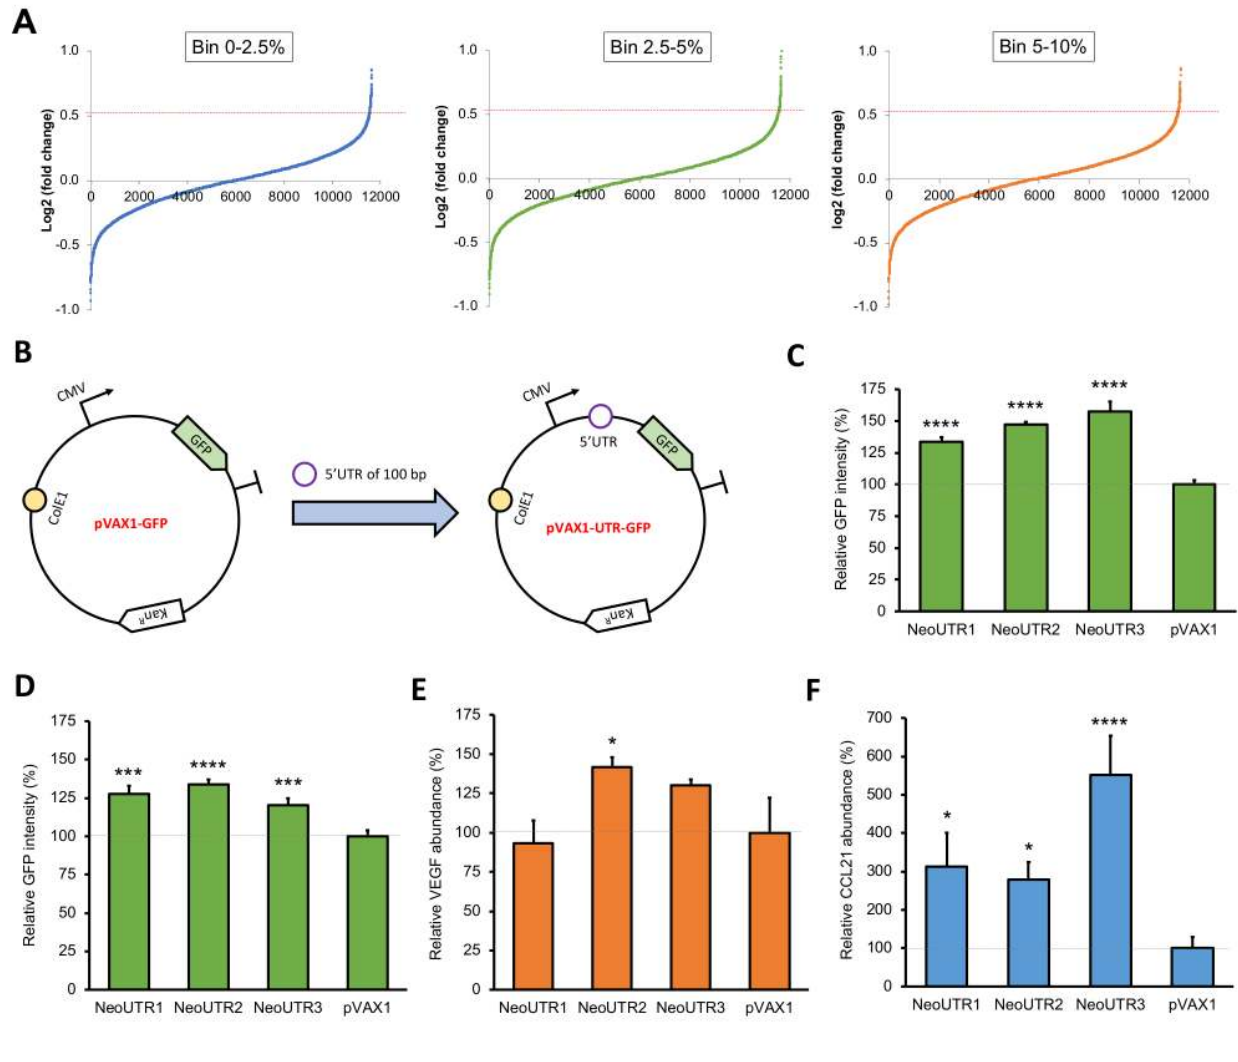 A
Bin 0-2.5%
Log2 (fold change)
1.0
0.5
0.0
-0.5
-1.0
0 2000 4000 6000 8000 10000 12000
Bin 2.5-5%
Log2 (fold change)
1.0
0.5
0.0
-0.5
-1.0
0 2000 4000 6000 8000 10000 12000
Bin 5-10%
log2 (fold change)
1.0
0.5
0.0
-0.5
-1.0
0 2000 4000 6000 8000 10000 12000
B
CMV
GFP
ColE1
pVAX1-GFP
KanR
5'UTR of 100 bp
CMV
5'UTR
GFP
ColE1
pVAX1-UTR-GFP
KanR
C
Relative GFP intensity (%)
175
150
125
100
75
50
25
0
**** **** ****
NeoUTR1 NeoUTR2 NeoUTR3 pVAX1
D
Relative GFP intensity (%)
175
150
125
100
75
50
25
0
*** **** ***
NeoUTR1 NeoUTR2 NeoUTR3 pVAX1
E
Relative VEGF abundance (%)
175
150
125
100
75
50
25
0
*
NeoUTR1 NeoUTR2 NeoUTR3 pVAX1
F
Relative CCL21 abundance (%)
700
600
500
400
300
200
100
0
* * ****
NeoUTR1 NeoUTR2 NeoUTR3 pVAX1